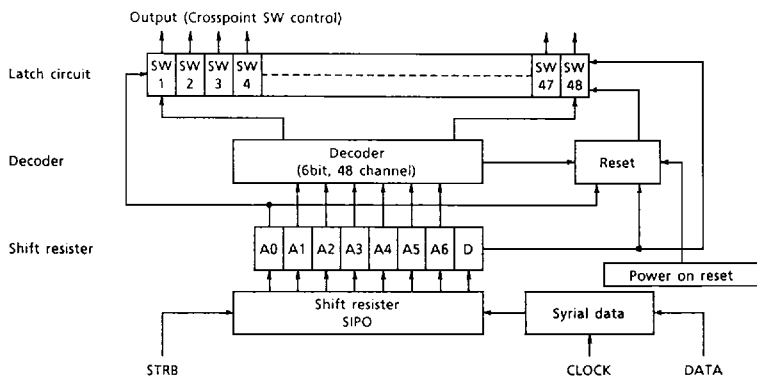 Output (Crosspoint SW control)
Latch circuit
SW 1
SW 2
SW 3
SW 4
SW 47
SW 48
Decoder
Decoder
(6bit, 48 channel)
Reset
Shift resister
A0 A1 A2 A3 A4 A5 A6 D
Power on reset
Shift resister
SIPO
Syrial data
STRB
CLOCK
DATA